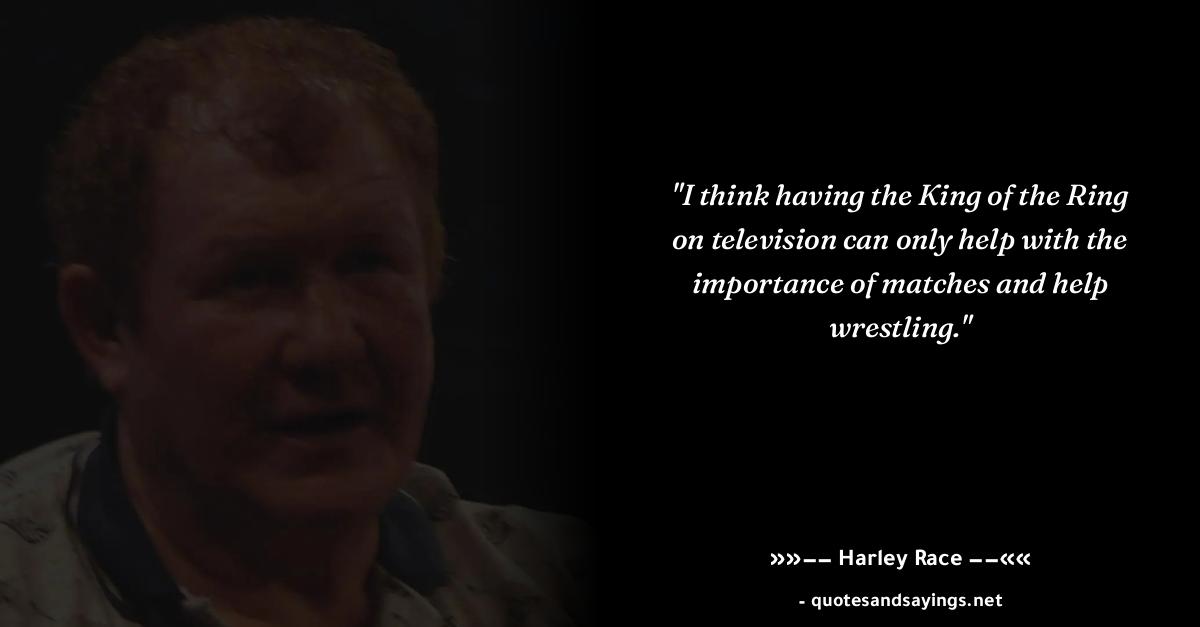 "I think having the King of the Ring
on television can only help with the
importance of matches and help
wrestling."
»»–– Harley Race ––««
- quotesandsayings.net